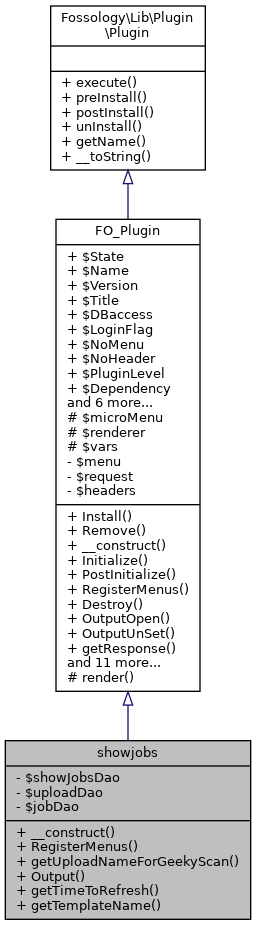 Fossology\Lib\Plugin
\Plugin
+ execute()
+ preInstall()
+ postInstall()
+ unInstall()
+ getName()
+ __toString()
FO_Plugin
+ $State
+ $Name
+ $Version
+ $Title
+ $DBaccess
+ $LoginFlag
+ $NoMenu
+ $NoHeader
+ $PluginLevel
+ $Dependency
and 6 more...
# $microMenu
# $renderer
# $vars
- $menu
- $request
- $headers
+ Install()
+ Remove()
+ __construct()
+ Initialize()
+ PostInitialize()
+ RegisterMenus()
+ Destroy()
+ OutputOpen()
+ OutputUnSet()
+ getResponse()
and 11 more...
# render()
showjobs
- $showJobsDao
- $uploadDao
- $jobDao
+ __construct()
+ RegisterMenus()
+ getUploadNameForGeekyScan()
+ Output()
+ getTimeToRefresh()
+ getTemplateName()